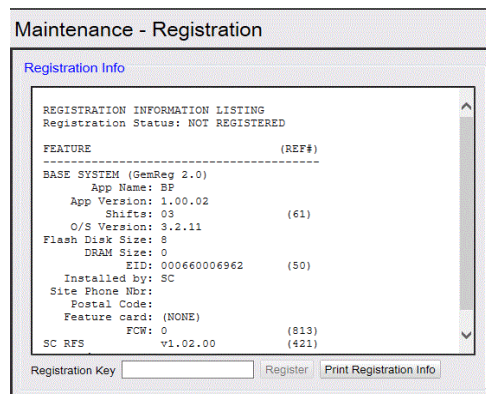 Maintenance - Registration
Registration Info
REGISTRATION INFORMATION LISTING
Registration Status: NOT REGISTERED
FEATURE (REF#)
----------------------------------------
BASE SYSTEM (GemReg 2.0)
App Name: BP
App Version: 1.00.02
Shifts: 03 (61)
O/S Version: 3.2.11
Flash Disk Size: 8
DRAM Size: 0
EID: 000660006962 (50)
Installed by: SC
Site Phone Nbr:
Postal Code:
Feature card: (NONE)
FCW: 0 (813)
SC RFS v1.02.00 (421)
Registration Key Register Print Registration Info